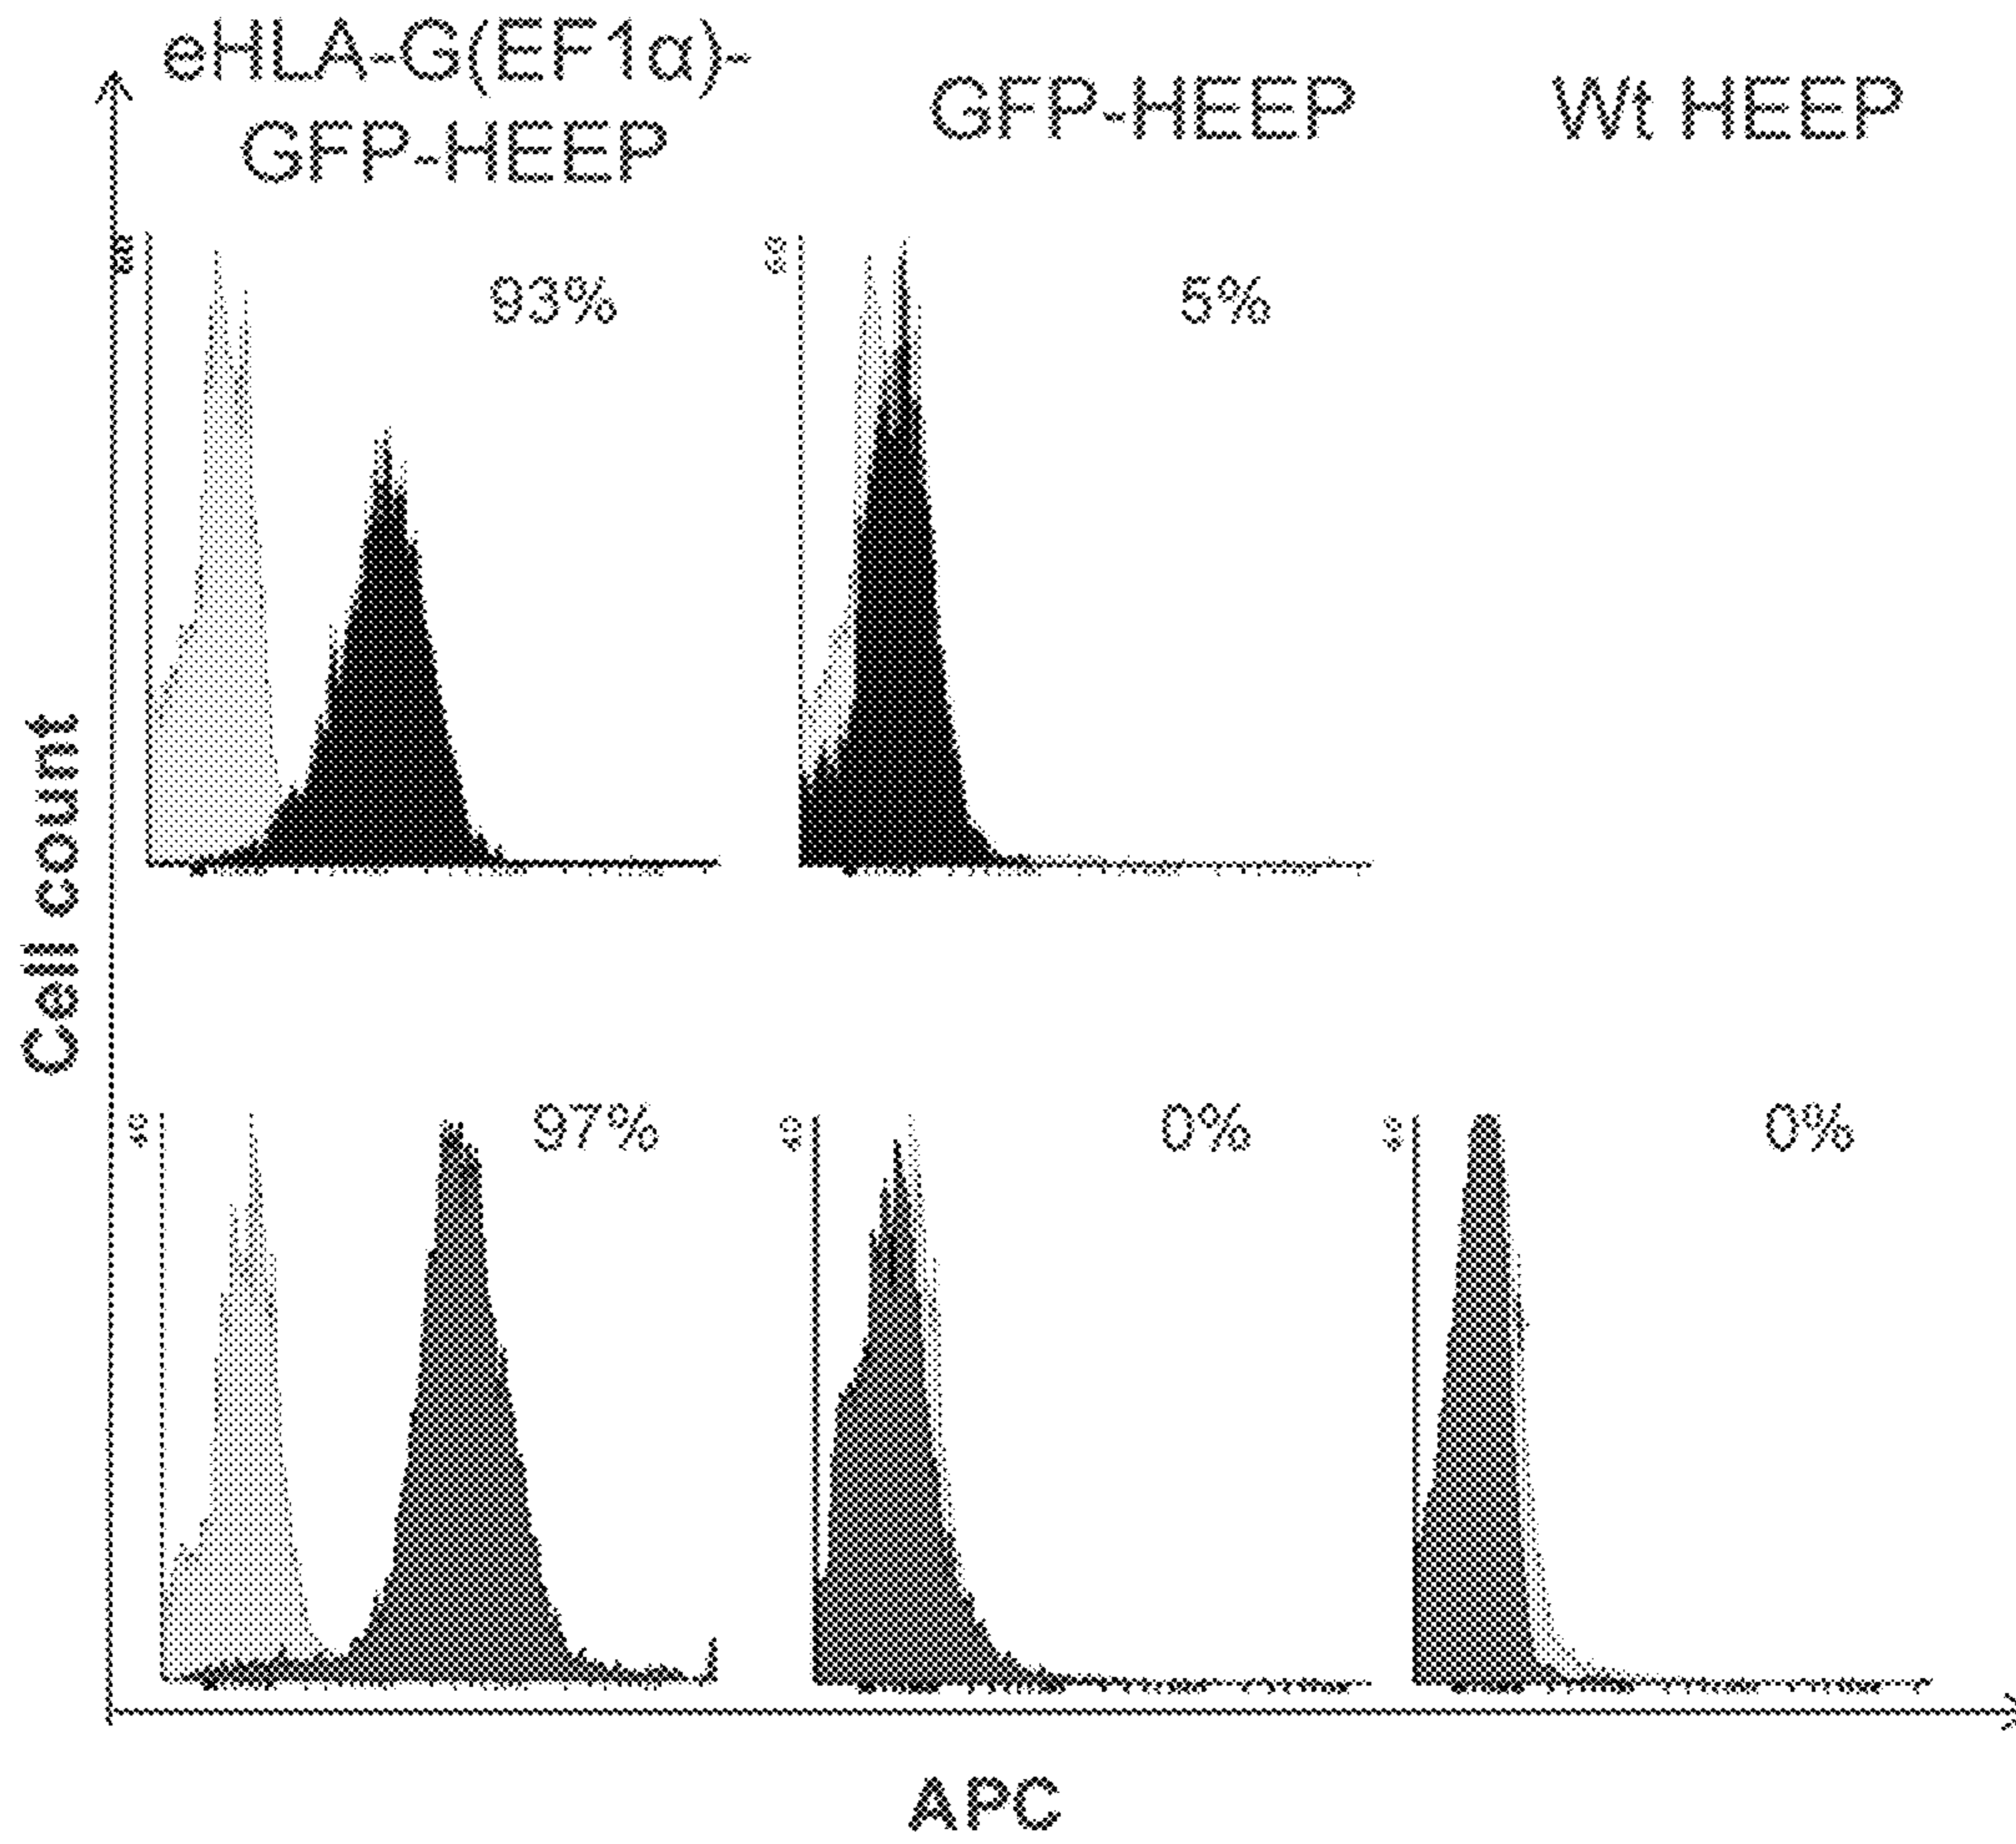 eHLA-G(EF1α)-
GFP-HEEP
GFP-HEEP
Wt HEEP
93%
5%
Cell count
97%
0%
0%
APC